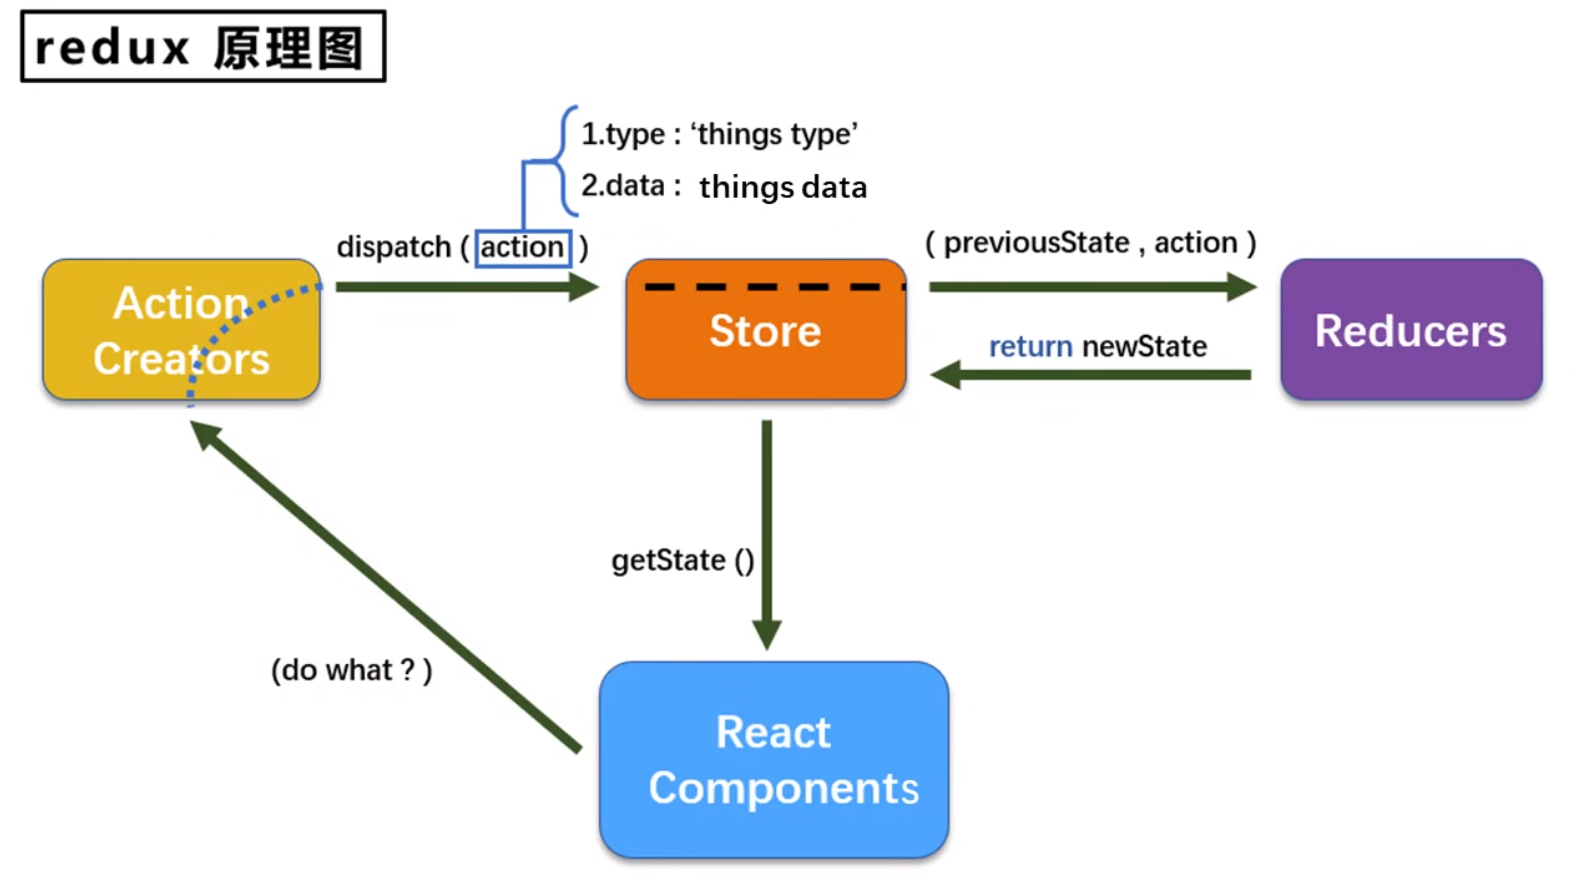 redux 原理图
1.type : ‘things type’
2.data : things data
dispatch ( action )
( previousState , action )
Action
Creators
Store
return newState
Reducers
getState ()
(do what ? )
React
Components